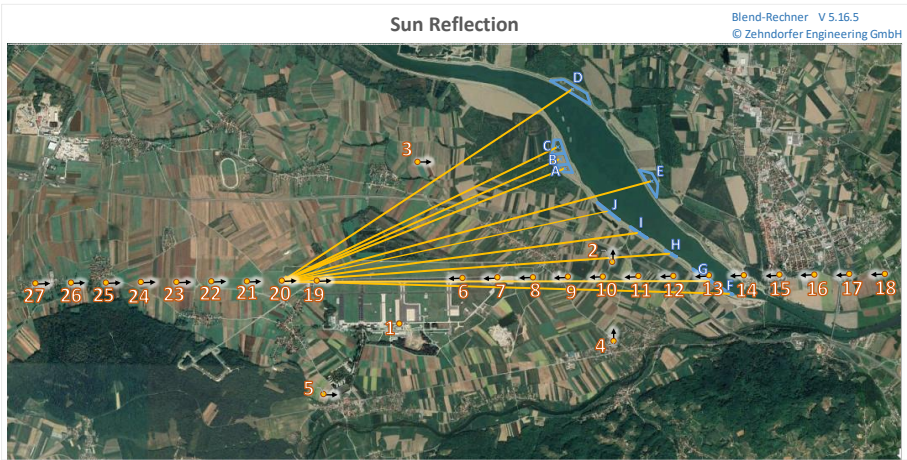 Sun Reflection
Blend-Rechner V 5.16.5
© Zehndorfer Engineering GmbH
D
C
B
A
3
E
J
I
2
H
G
F
27
26
25
24
23
22
21
20
19
6
7
8
9
10
11
12
13
14
15
16
17
18
1
4
5